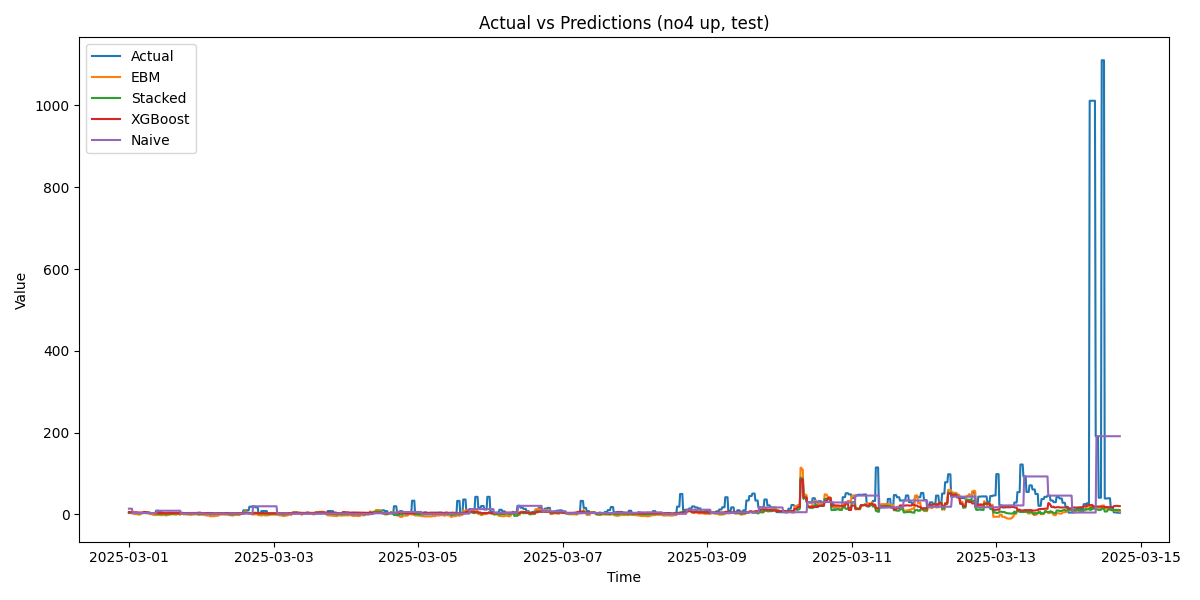 Actual vs Predictions (no4 up, test)
Actual
EBM
Stacked
XGBoost
Naive
Value
1000
800
600
400
200
0
2025-03-01
2025-03-03
2025-03-05
2025-03-07
2025-03-09
2025-03-11
2025-03-13
2025-03-15
Time